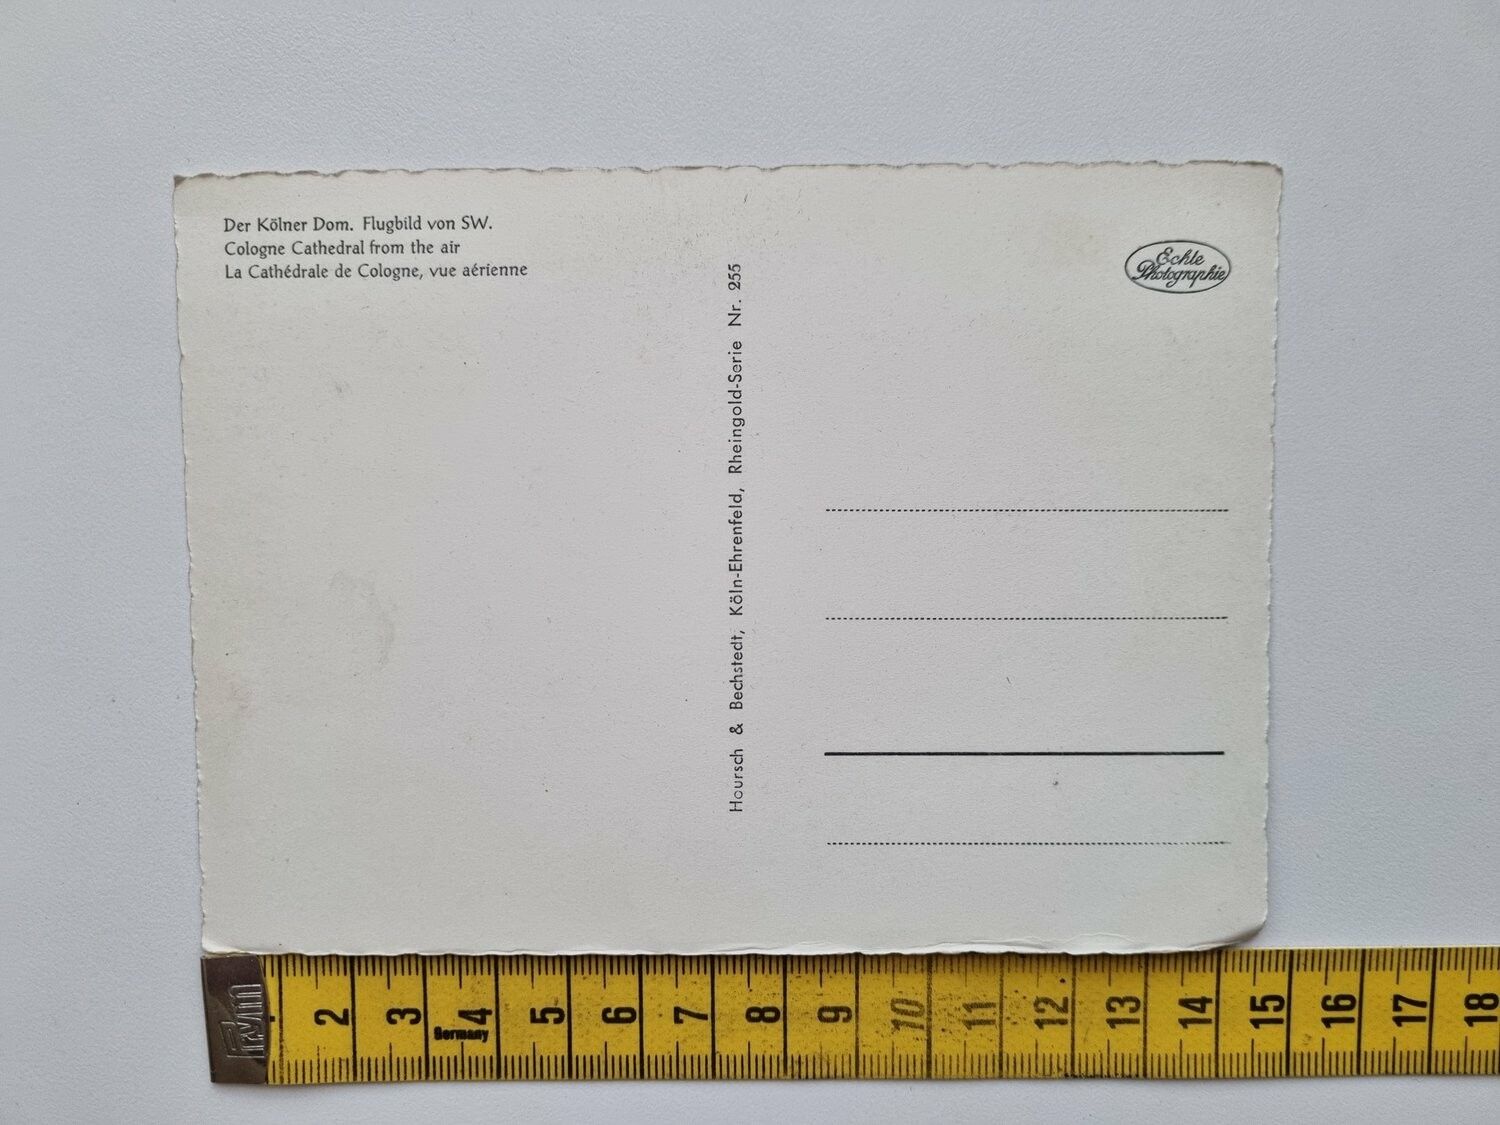 Der Kölner Dom. Flugbild von SW.
Cologne Cathedral from the air
La Cathédrale de Cologne, vue aérienne
Hoursch & Bechstedt, Köln-Ehrenfeld, Rheingold-Serie Nr. 255
Echte
Photographie
Prym
2 3 4 5 6 7 8 9 10 11 12 13 14 15 16 17 18
Germany